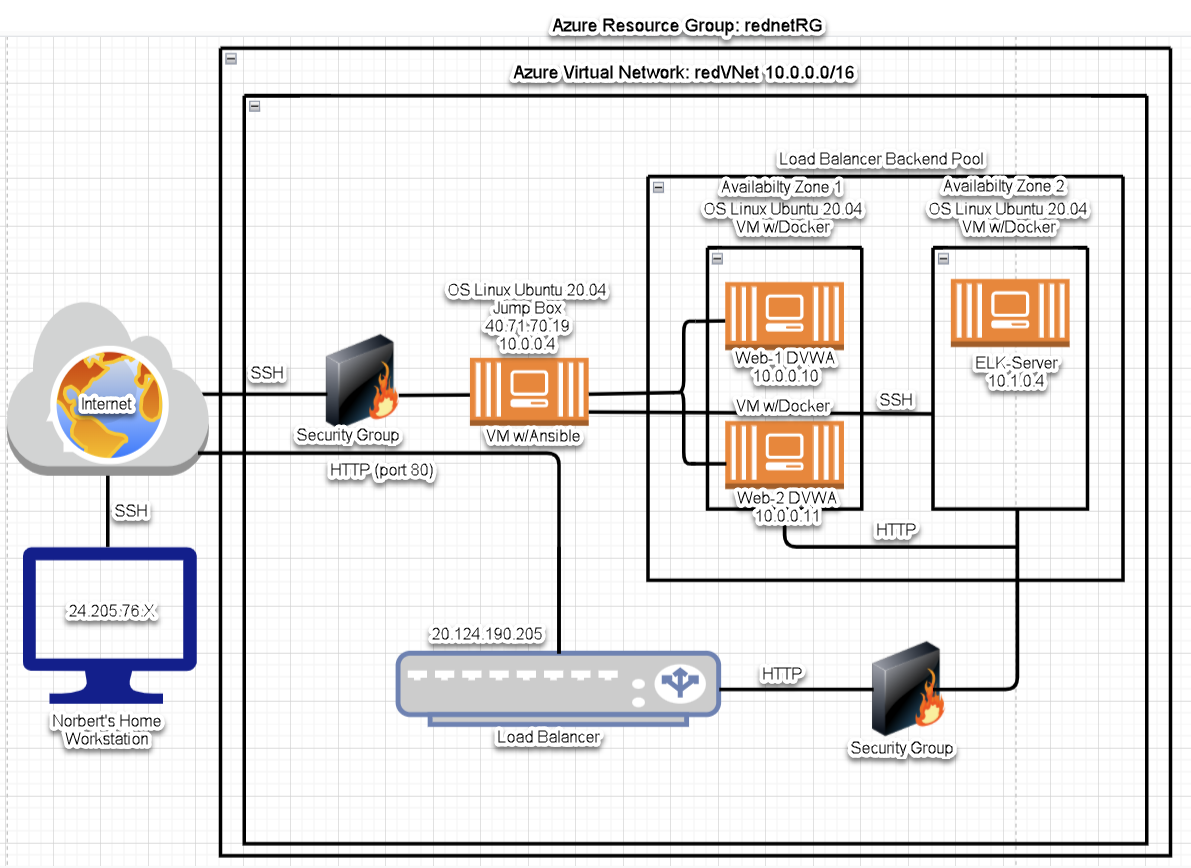 Azure Resource Group: rednetRG
Azure Virtual Network: redVNet 10.0.0.0/16
Load Balancer Backend Pool
Availabilty Zone 1
OS Linux Ubuntu 20.04
VM w/Docker
Availabilty Zone 2
OS Linux Ubuntu 20.04
VM w/Docker
OS Linux Ubuntu 20.04
Jump Box
40.71.70.19
10.0.0.4
VM w/Ansible
Web-1 DVWA
10.0.0.10
VM w/Docker
Web-2 DVWA
10.0.0.11
ELK-Server
10.1.0.4
SSH
HTTP
Internet
SSH
Security Group
HTTP (port 80)
SSH
24.205.76.X
Norbert's Home
Workstation
20.124.190.205
Load Balancer
HTTP
Security Group